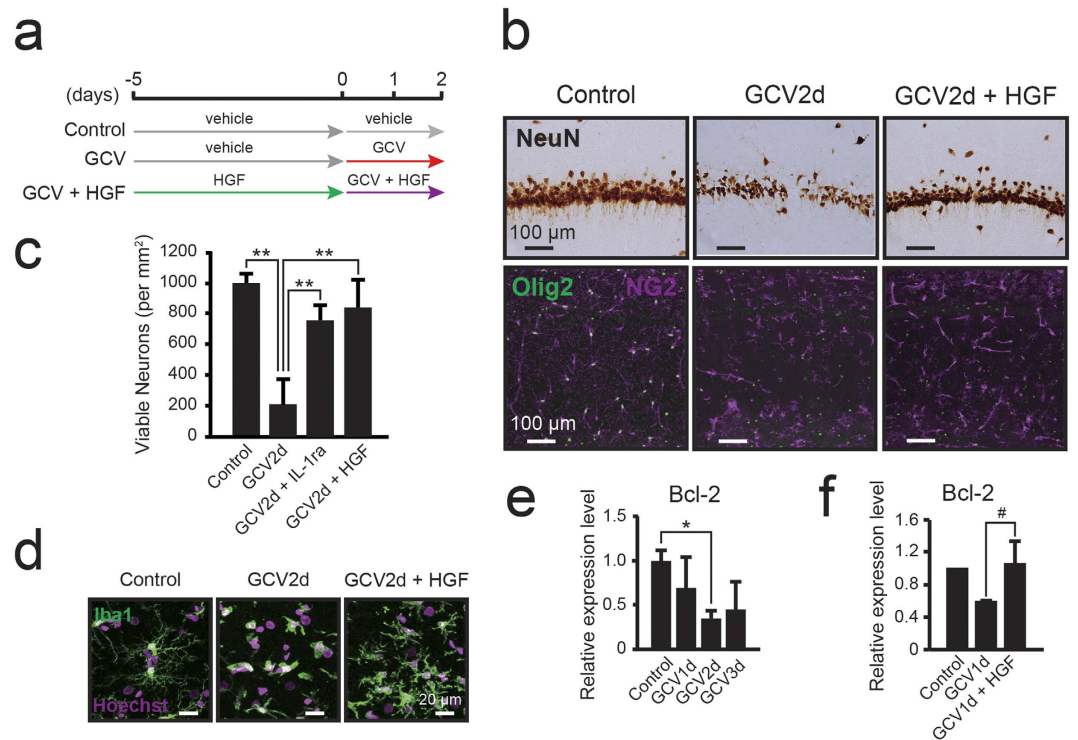 a
-5 0 1 2
(days)
Control vehicle vehicle
GCV vehicle GCV
GCV + HGF HGF GCV + HGF
b
Control GCV2d GCV2d + HGF
NeuN
100 µm
Olig2 NG2
100 µm
c
Viable Neurons (per mm²)
1200
1000
800
600
400
200
0
** ** **
Control
GCV2d
GCV2d + IL-1ra
GCV2d + HGF
d
Control GCV2d GCV2d + HGF
Iba1
Hoechst
20 µm
e
Bcl-2
Relative expression level
1.5
1.0
0.5
0
*
Control
GCV1d
GCV2d
GCV3d
f
Bcl-2
Relative expression level
1.6
1.2
0.8
0.4
0
#
Control
GCV1d
GCV1d + HGF